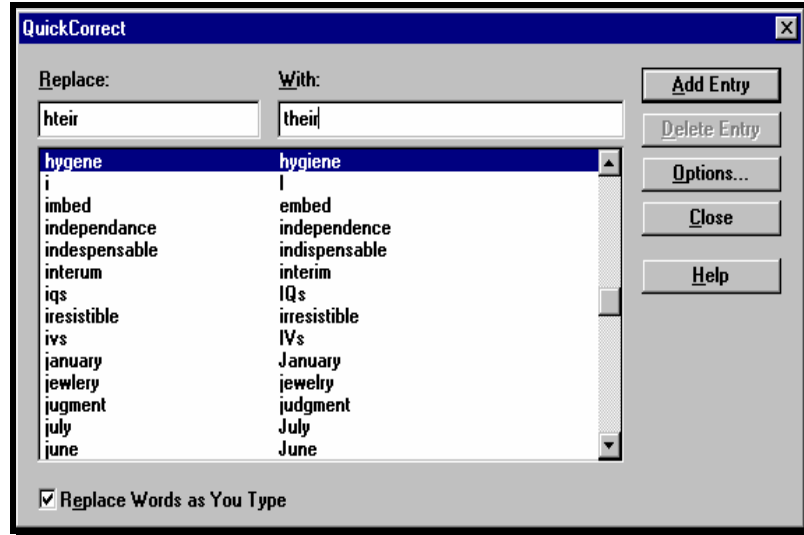 QuickCorrect
Replace: With:
hteir their
hygene hygiene
i I
imbed embed
independance independence
indespensable indispensable
interum interim
iqs IQs
iresistible irresistible
ivs IVs
january January
jewlery jewelry
jugment judgment
july July
june June
Replace Words as You Type
Add Entry
Delete Entry
Options...
Close
Help